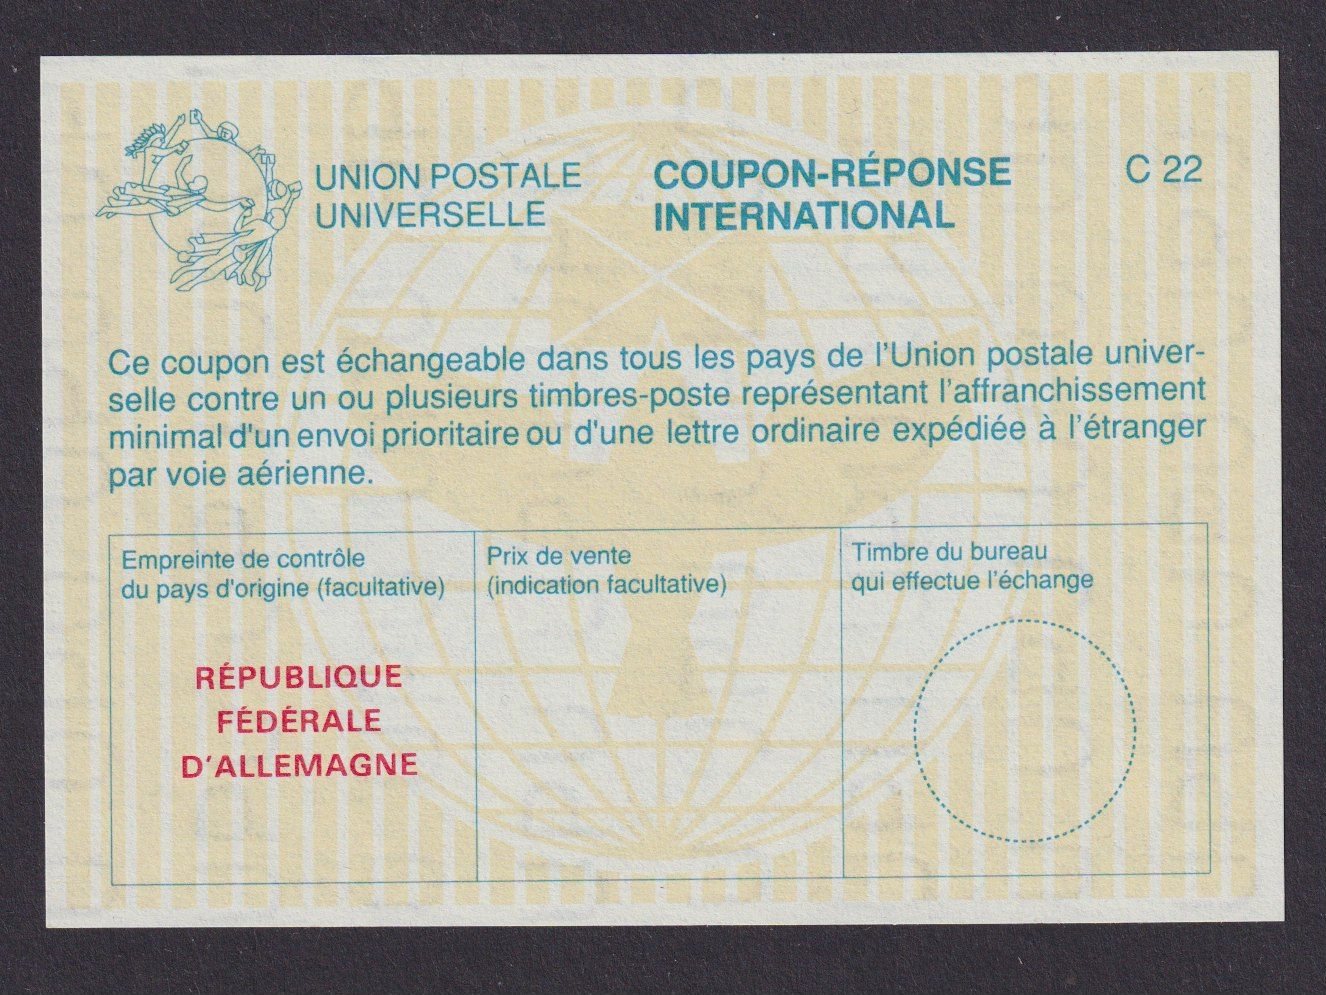 UNION POSTALE
UNIVERSELLE
COUPON-RÉPONSE
INTERNATIONAL
C 22
Ce coupon est échangeable dans tous les pays de l'Union postale univer-
selle contre un ou plusieurs timbres-poste représentant l'affranchissement
minimal d'un envoi prioritaire ou d'une lettre ordinaire expédiée à l'étranger
par voie aérienne.
Empreinte de contrôle
du pays d'origine (facultative)
Prix de vente
(indication facultative)
Timbre du bureau
qui effectue l'échange
RÉPUBLIQUE
FÉDÉRALE
D'ALLEMAGNE